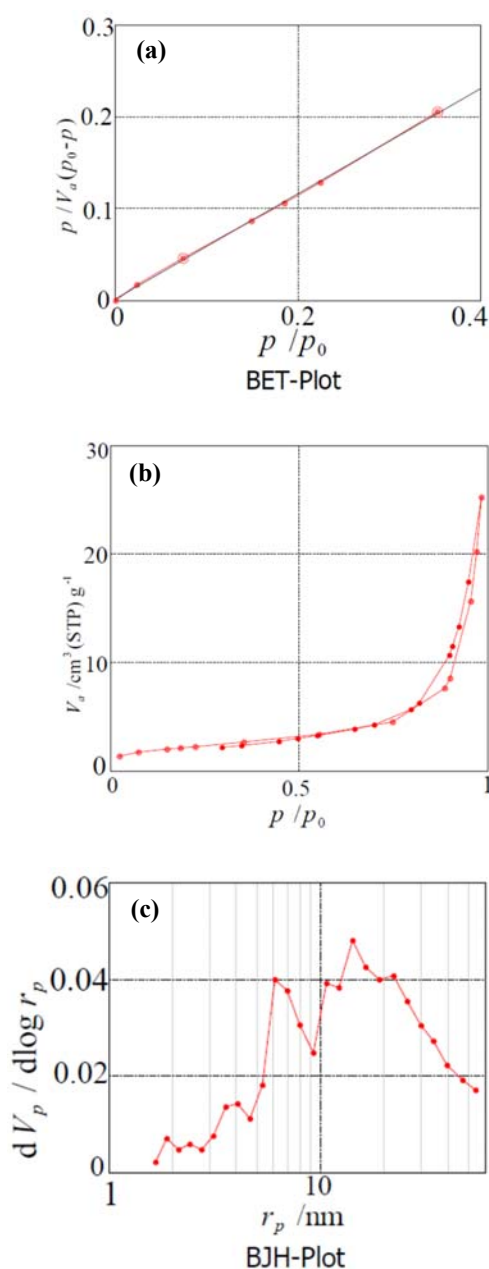 (a)
0.3
0.2
0.1
0
p / V_a(p_0-p)
0 0.2 0.4
p /p_0
BET-Plot
(b)
30
20
10
0
V_a /cm^3 (STP) g^-1
0 0.5 1
p /p_0
(c)
0.06
0.04
0.02
0
d V_p / dlog r_p
1 10
r_p /nm
BJH-Plot